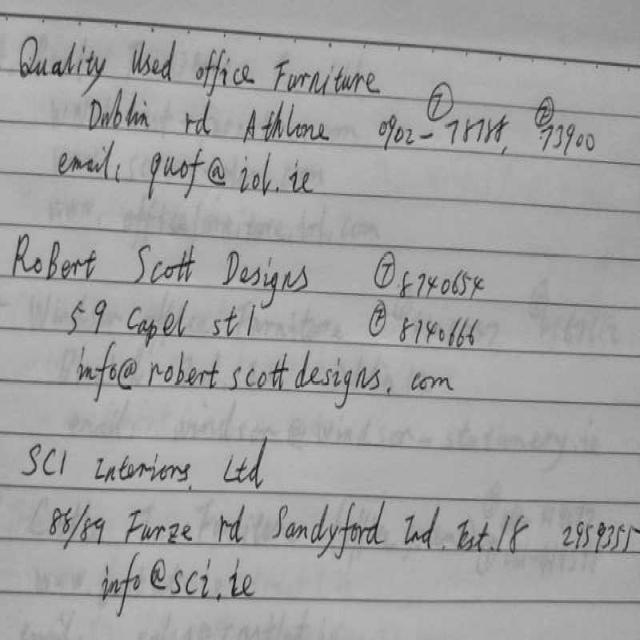 Quality Used office Furniture
Dublin rd Athlone 0902-78788, Ⓣ Ⓕ 73900
email, quof@iol.ie
Robert Scott Designs Ⓣ 8740654
59 Capel st 1 Ⓕ 8740666
info@robertscottdesigns.com
SCI Interiors, Ltd
88/89 Furze rd Sandyford Ind. Est. 18 2959355
info@sci.ie